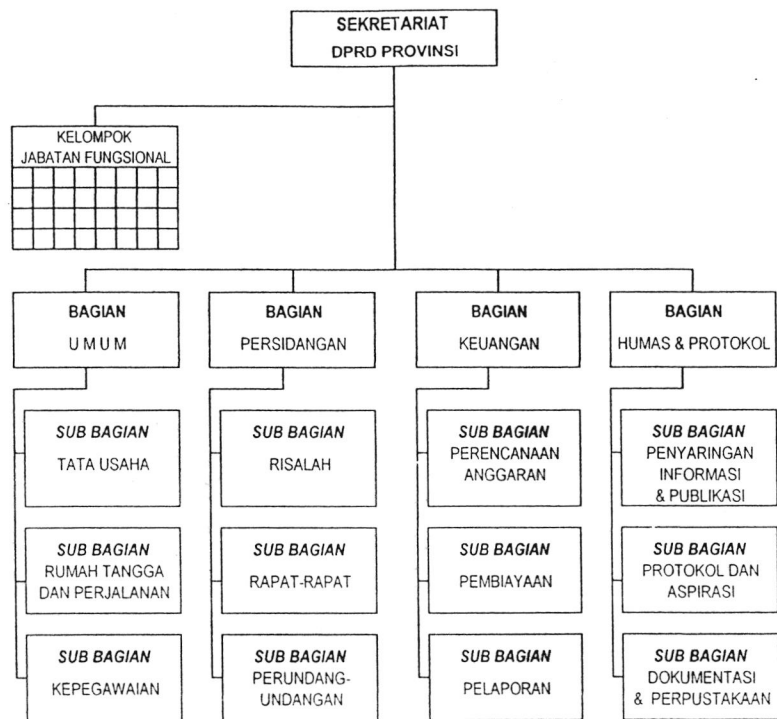 SEKRETARIAT
DPRD PROVINSI
KELOMPOK
JABATAN FUNGSIONAL
BAGIAN
U M U M
BAGIAN
PERSIDANGAN
BAGIAN
KEUANGAN
BAGIAN
HUMAS & PROTOKOL
SUB BAGIAN
TATA USAHA
SUB BAGIAN
RISALAH
SUB BAGIAN
PERENCANAAN
ANGGARAN
SUB BAGIAN
PENYARINGAN
INFORMASI
& PUBLIKASI
SUB BAGIAN
RUMAH TANGGA
DAN PERJALANAN
SUB BAGIAN
RAPAT-RAPAT
SUB BAGIAN
PEMBIAYAAN
SUB BAGIAN
PROTOKOL DAN
ASPIRASI
SUB BAGIAN
KEPEGAWAIAN
SUB BAGIAN
PERUNDANG-
UNDANGAN
SUB BAGIAN
PELAPORAN
SUB BAGIAN
DOKUMENTASI
& PERPUSTAKAAN